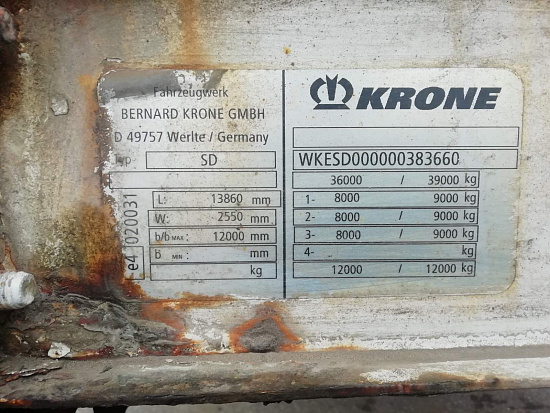 Fahrzeugwerk
BERNARD KRONE GMBH
D 49757 Werlte / Germany
Typ SD
e4 020031
L: 13860 mm
W: 2550 mm
b/b MAX: 12000 mm
b MIN: mm
kg
KRONE
WKESD000000383660
36000 / 39000 kg
1- 8000 9000 kg
2- 8000 / 9000 kg
3- 8000 / 9000 kg
4- kg
12000 / 12000 kg